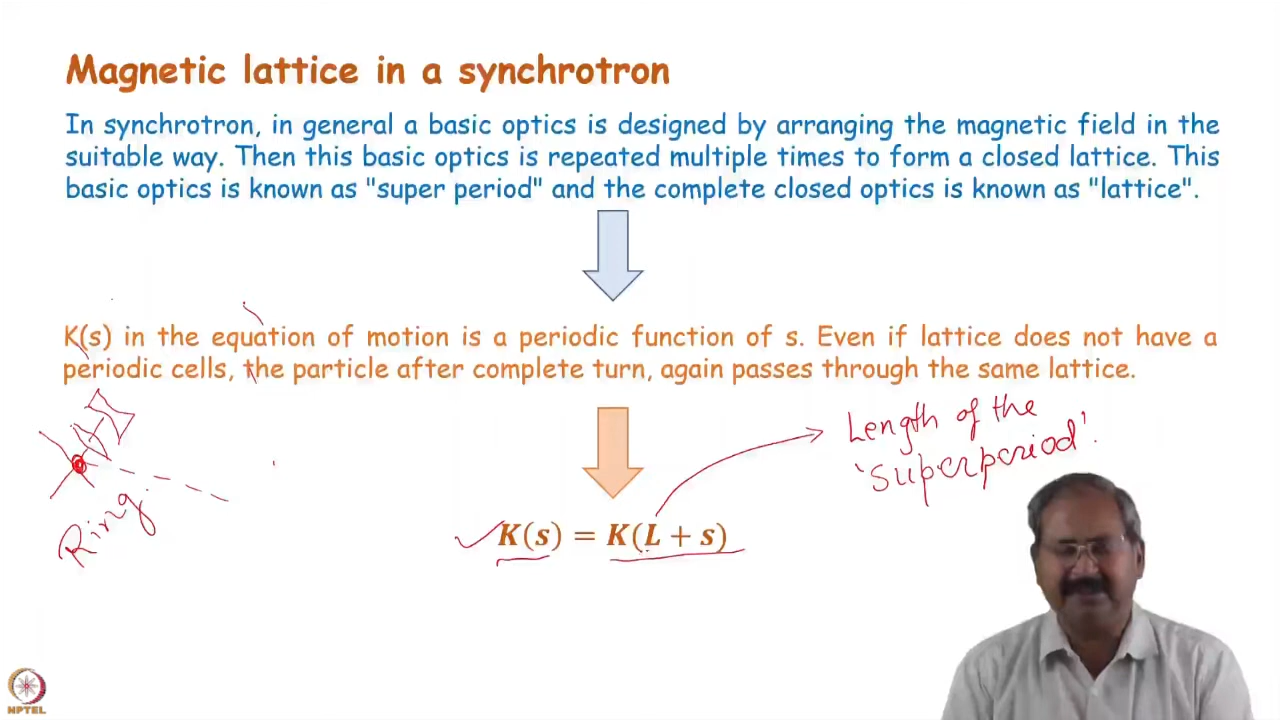 Magnetic lattice in a synchrotron
In synchrotron, in general a basic optics is designed by arranging the magnetic field in the
suitable way. Then this basic optics is repeated multiple times to form a closed lattice. This
basic optics is known as "super period" and the complete closed optics is known as "lattice".
K(s) in the equation of motion is a periodic function of s. Even if lattice does not have a
periodic cells, the particle after complete turn, again passes through the same lattice.
Length of the
'Superperiod'.
Ring
K(s) = K(L + s)
NPTEL